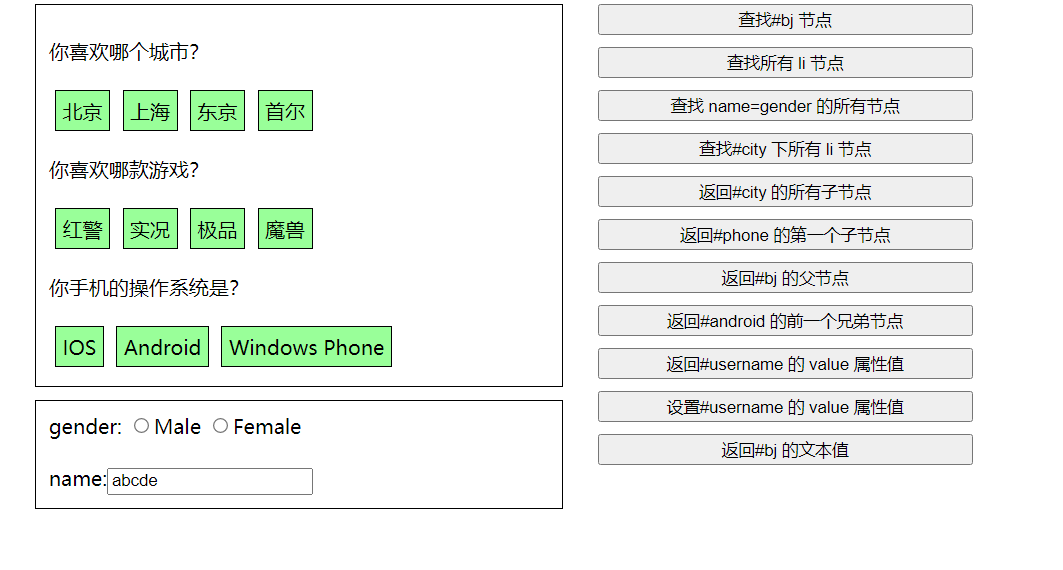 你喜欢哪个城市?
北京 上海 东京 首尔
你喜欢哪款游戏?
红警 实况 极品 魔兽
你手机的操作系统是?
IOS Android Windows Phone
gender: Male Female
name: abcde
查找#bj 节点
查找所有 li 节点
查找 name=gender 的所有节点
查找#city 下所有 li 节点
返回#city 的所有子节点
返回#phone 的第一个子节点
返回#bj 的父节点
返回#android 的前一个兄弟节点
返回#username 的 value 属性值
设置#username 的 value 属性值
返回#bj 的文本值